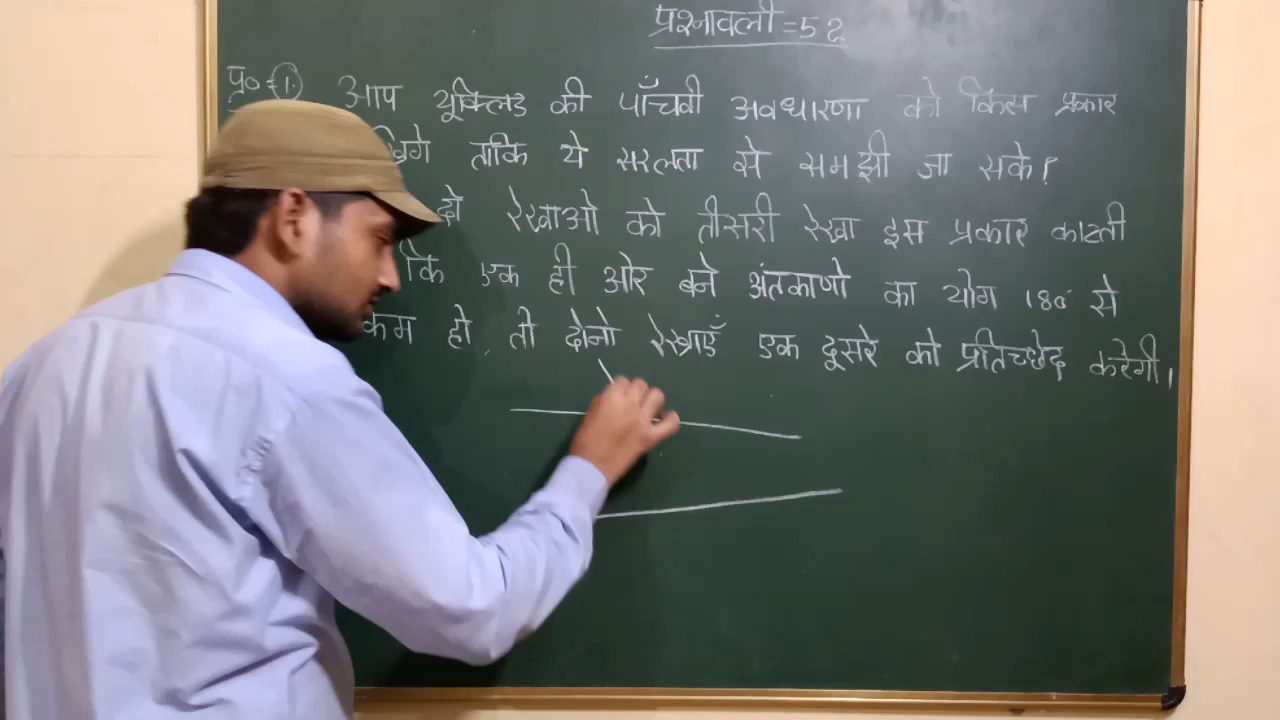 प्रश्नावली = 5 2
प्र० = 1. आप यूक्लिड की पाँचवी अवधारणा को किस प्रकार
ताकि ये सरलता से समझी जा सके।
दो रेखाओ को तीसरी रेखा इस प्रकार काटती
कि एक ही ओर बने अंतकाणो का योग 180° से
कम हो, तो दोनो रेखाएँ एक दूसरे को प्रतिच्छेद करेगी।